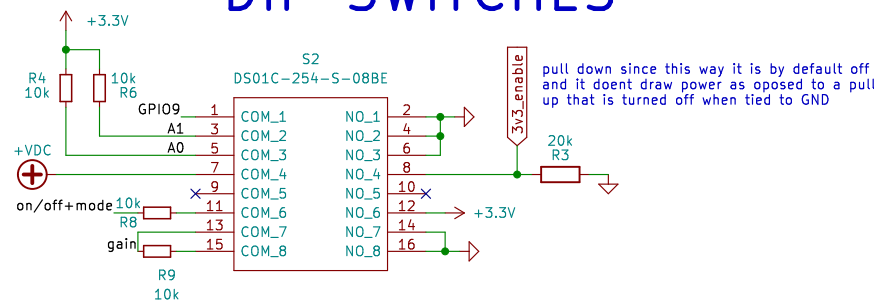 DIP SWITCHES
+3.3V
S2
DS01C-254-S-08BE
R4
10k
10k
R6
GPIO9
A1
A0
+VDC
on/off+mode
10k
R8
gain
R9
10k
1 COM_1 NO_1 2
3 COM_2 NO_2 4
5 COM_3 NO_3 6
7 COM_4 NO_4 8
9 COM_5 NO_5 10
11 COM_6 NO_6 12
13 COM_7 NO_7 14
15 COM_8 NO_8 16
+3.3V
3v3_enable
20k
R3
pull down since this way it is by default off
and it doent draw power as oposed to a pull
up that is turned off when tied to GND